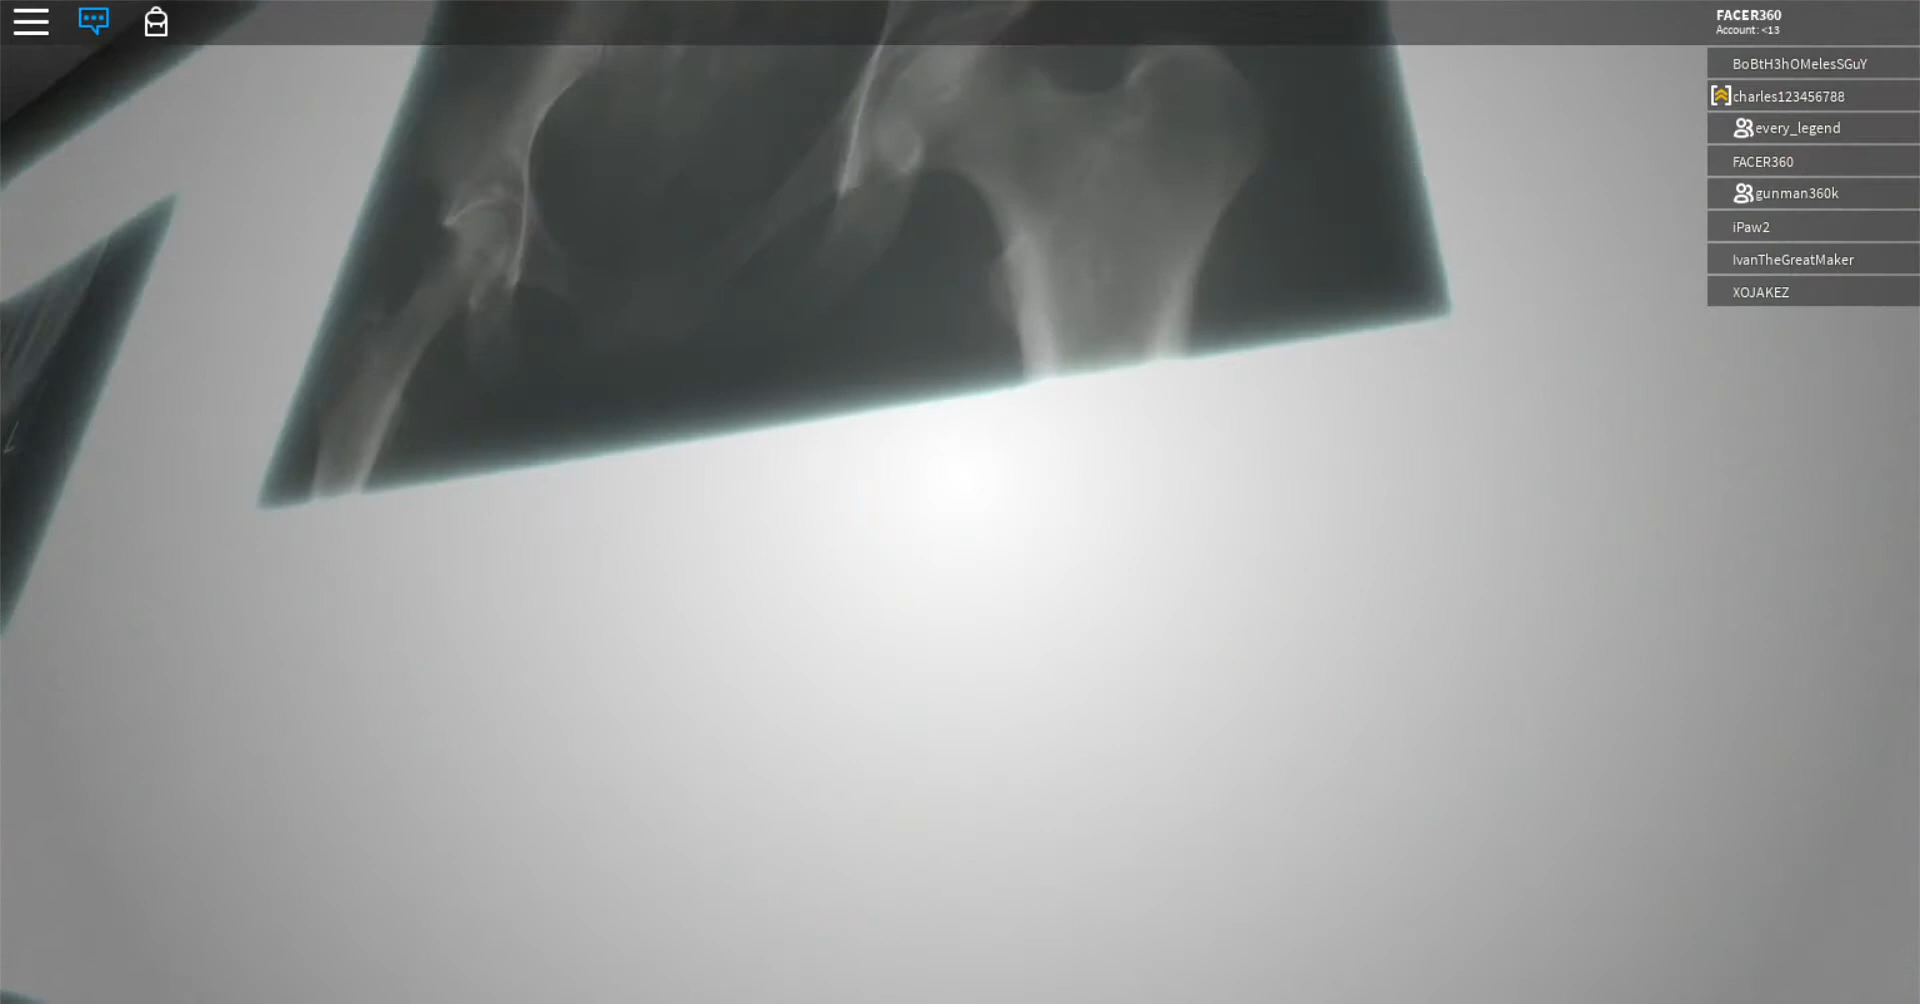 FACER360
Account: <13
BoBtH3hOMelesSGuY
charles123456788
every_legend
FACER360
gunman360k
iPaw2
IvanTheGreatMaker
XOJAKEZ